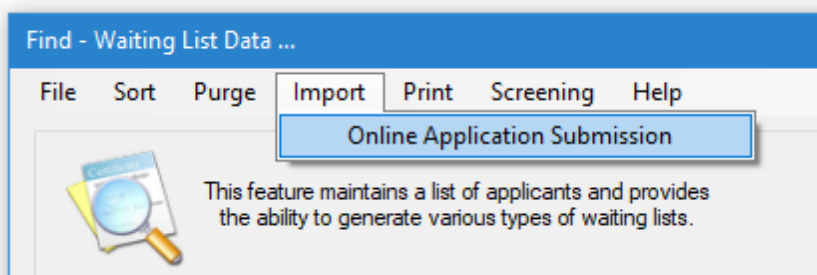 Find - Waiting List Data ...
File Sort Purge Import Print Screening Help
Online Application Submission
Certificate
This feature maintains a list of applicants and provides
the ability to generate various types of waiting lists.